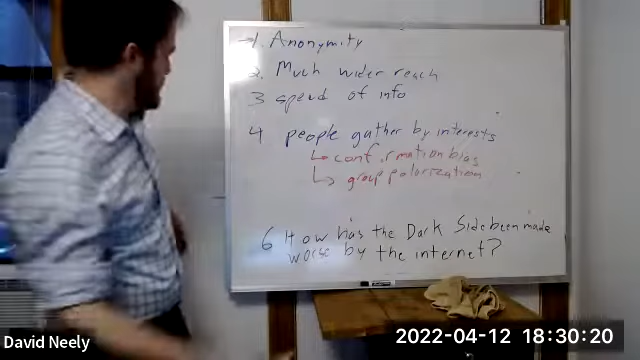 1. Anonymity
2. Much wider reach
3 speed of info
4 people gather by interests
↳ confirmation bias
↳ group polarization
6 How has the Dark Side been made
worse by the internet?
David Neely
2022-04-12 18:30:20